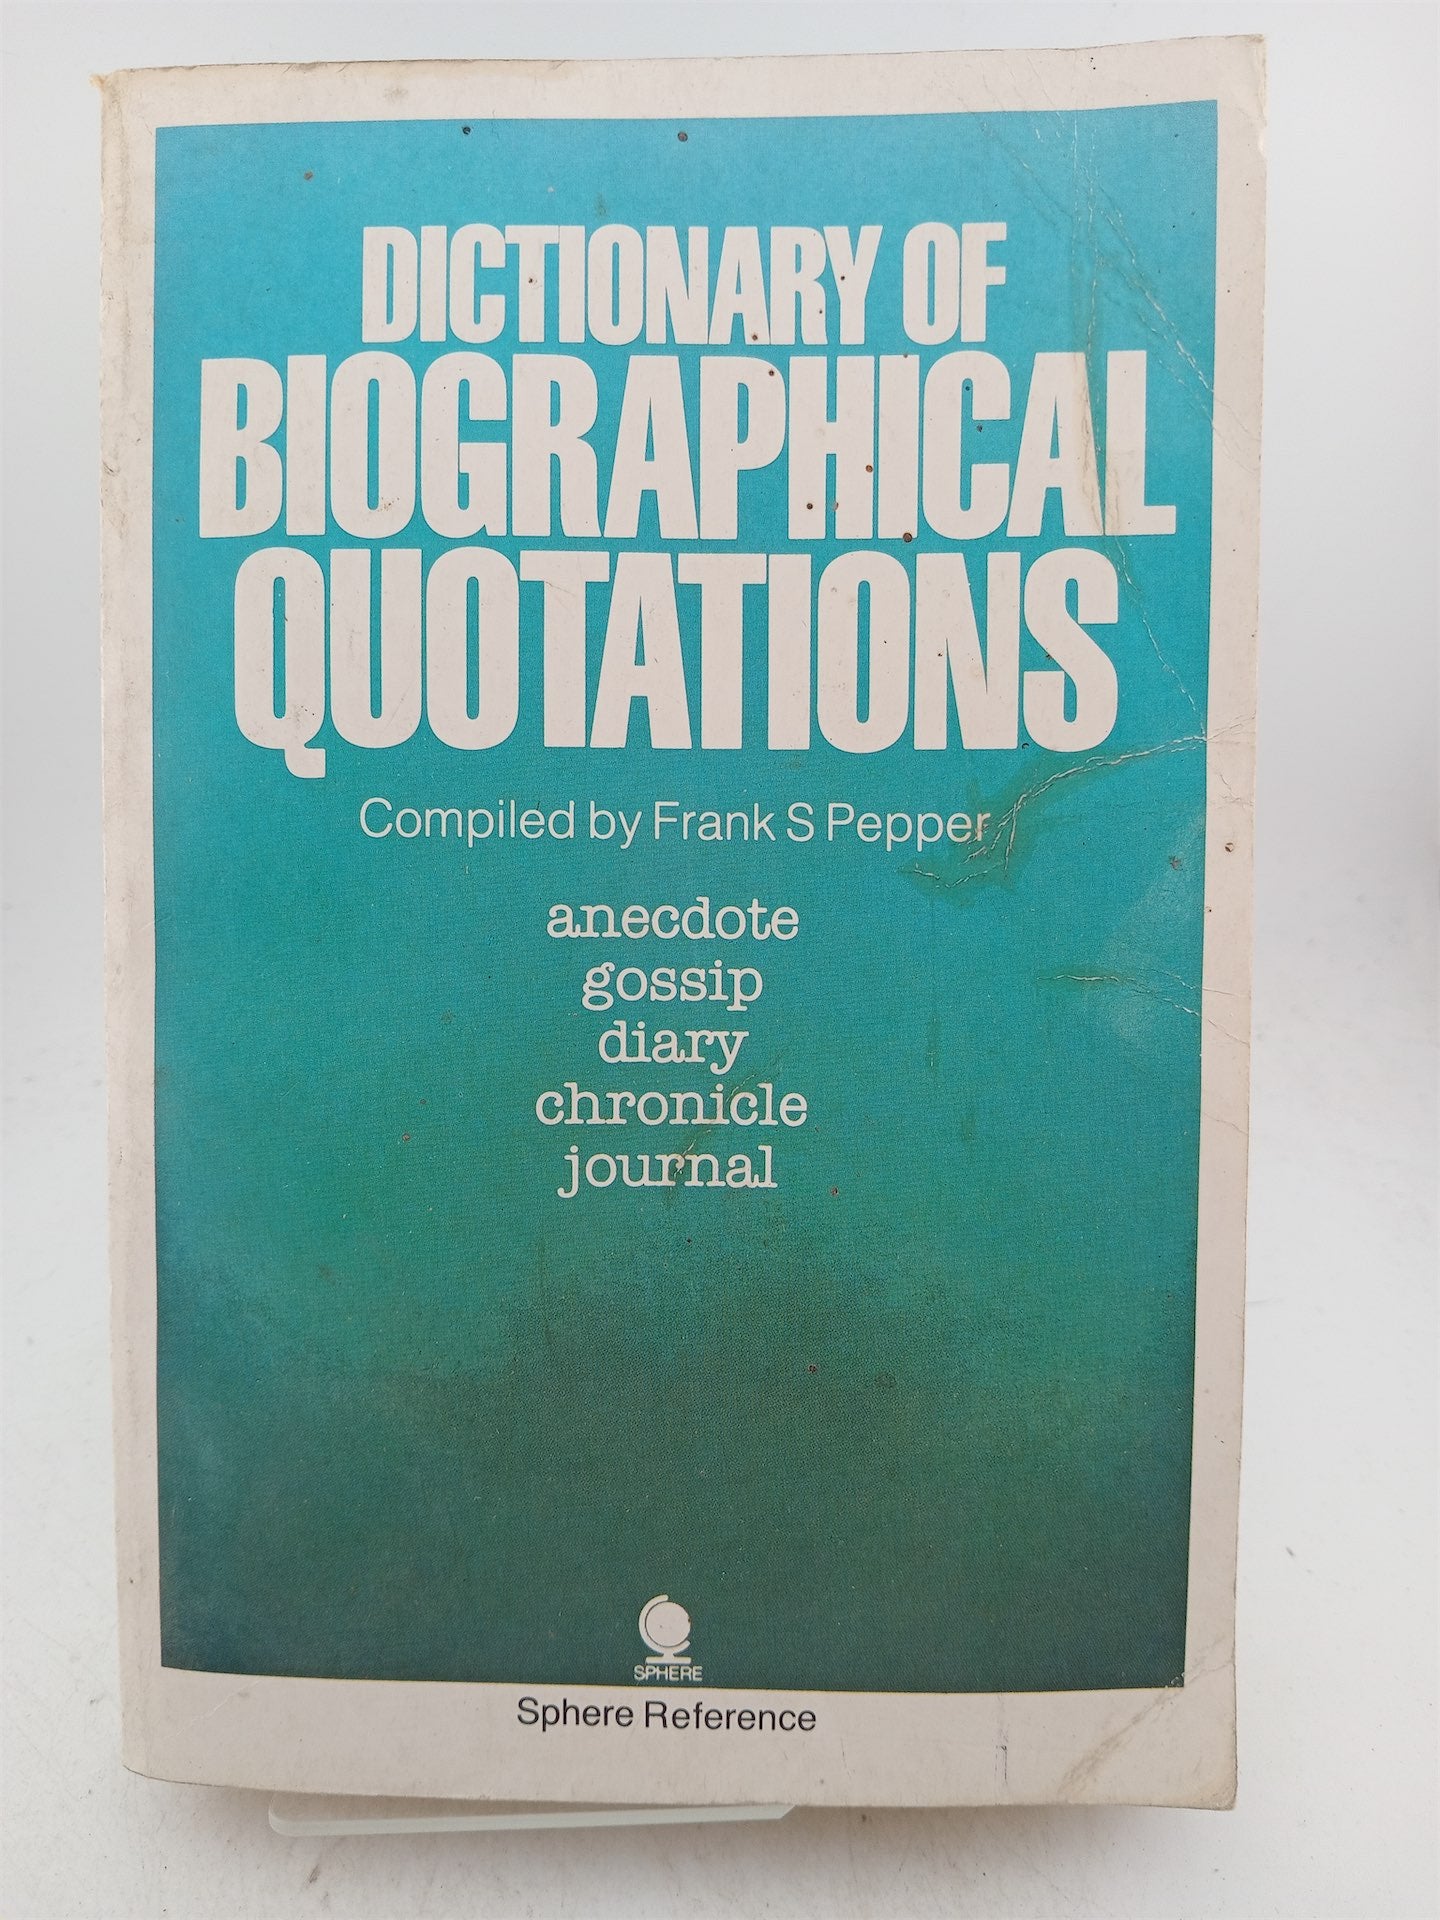 DICTIONARY OF
BIOGRAPHICAL
QUOTATIONS
Compiled by Frank S Pepper
anecdote
gossip
diary
chronicle
journal
SPHERE
Sphere Reference